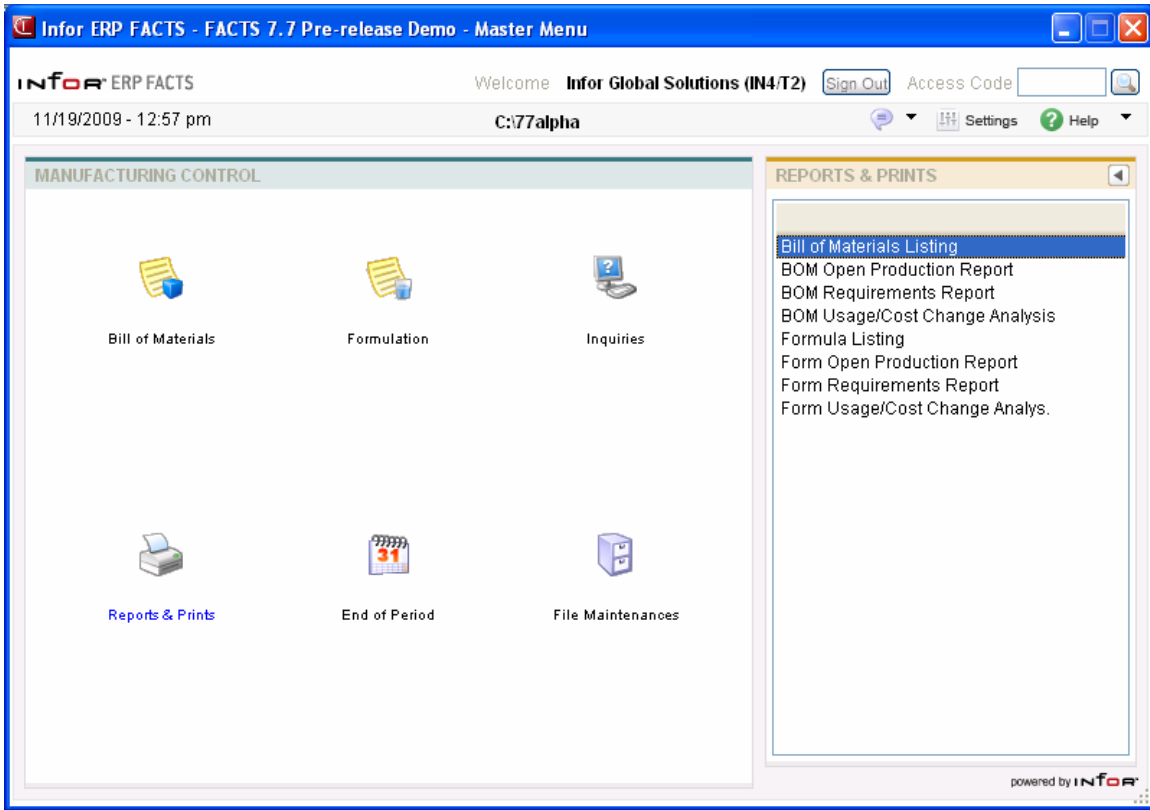 Infor ERP FACTS - FACTS 7.7 Pre-release Demo - Master Menu
infor ERP FACTS
Welcome Infor Global Solutions (IN4/T2) Sign Out Access Code
11/19/2009 - 12:57 pm
C:\77alpha
Settings
Help
MANUFACTURING CONTROL
Bill of Materials
Formulation
Inquiries
31
Reports & Prints
End of Period
File Maintenances
REPORTS & PRINTS
Bill of Materials Listing
BOM Open Production Report
BOM Requirements Report
BOM Usage/Cost Change Analysis
Formula Listing
Form Open Production Report
Form Requirements Report
Form Usage/Cost Change Analys.
powered by infor